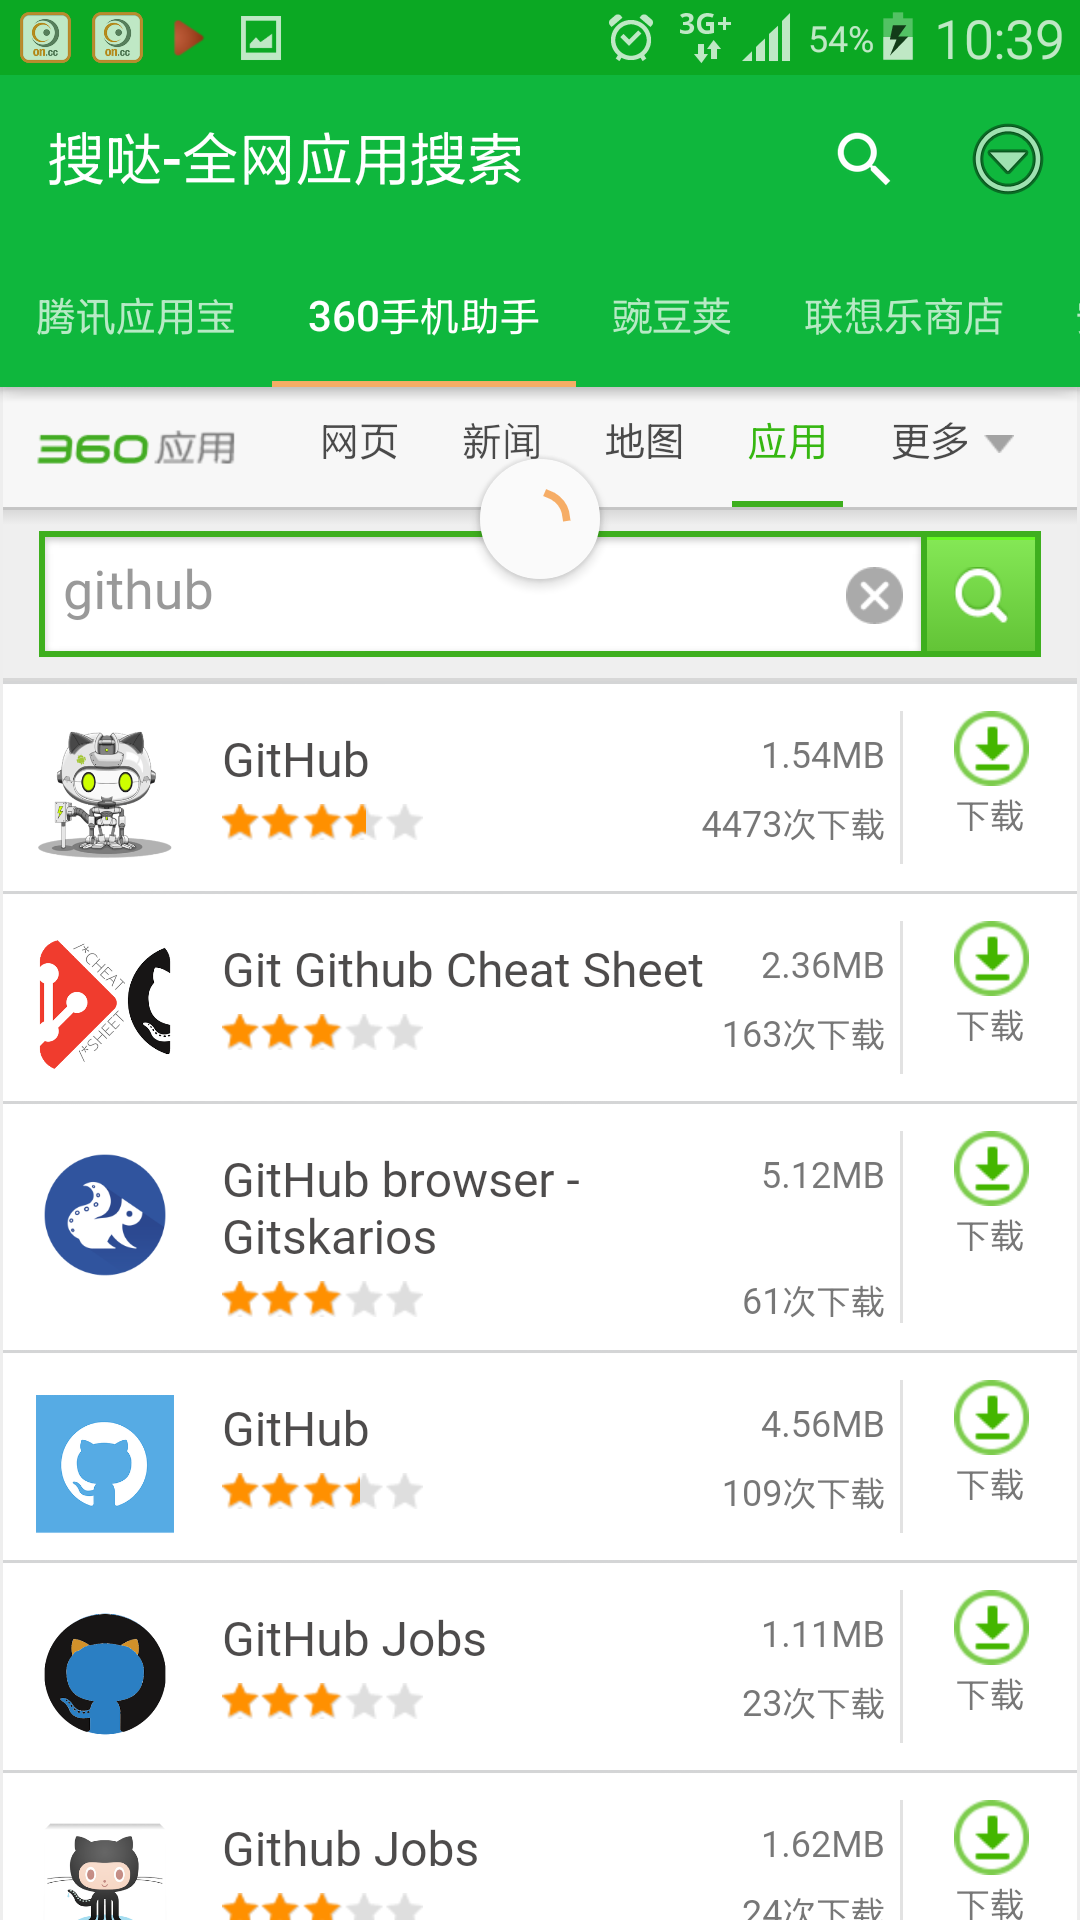 on.cc
on.cc
3G+
54%
10:39
搜哒-全网应用搜索
腾讯应用宝
360手机助手
豌豆荚
联想乐商店
360应用
网页
新闻
地图
应用
更多
github
GitHub
1.54MB
4473次下载
下载
/*CHEAT
/*SHEET
Git Github Cheat Sheet
2.36MB
163次下载
下载
GitHub browser -
Gitskarios
5.12MB
61次下载
下载
GitHub
4.56MB
109次下载
下载
GitHub Jobs
1.11MB
23次下载
下载
Github Jobs
1.62MB
24次下载
下载